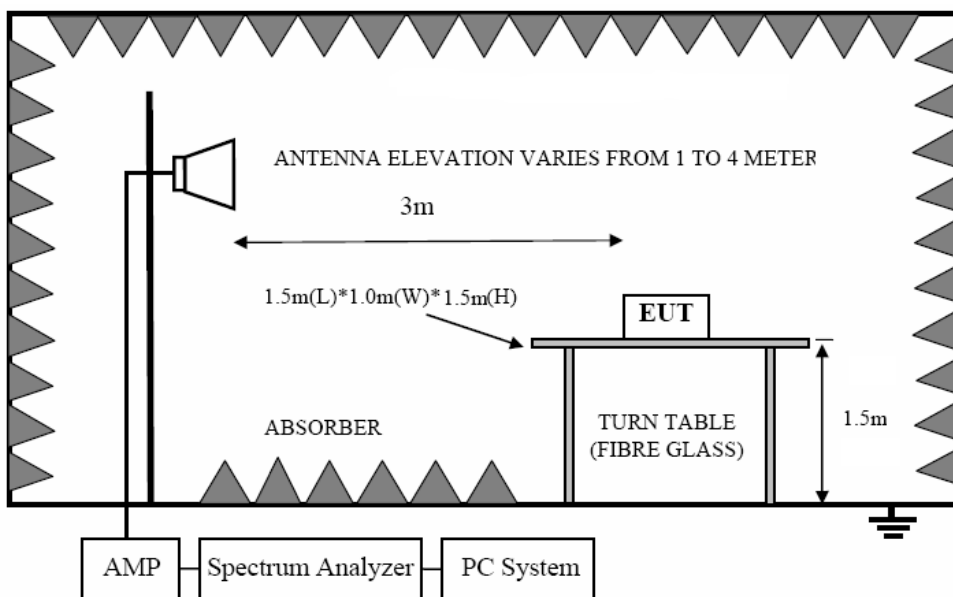 ANTENNA ELEVATION VARIES FROM 1 TO 4 METER
3m
1.5m(L)*1.0m(W)*1.5m(H)
EUT
ABSORBER
TURN TABLE
(FIBRE GLASS)
1.5m
AMP
Spectrum Analyzer
PC System